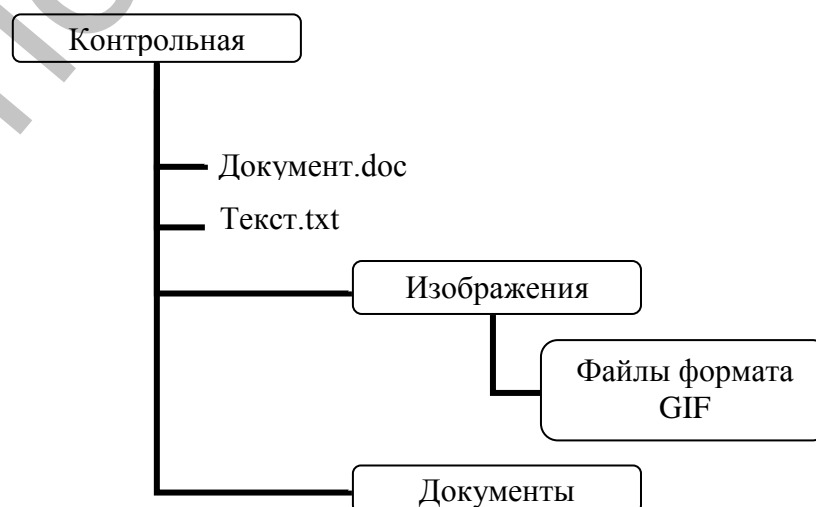 Контрольная
Документ.doc
Текст.txt
Изображения
Файлы формата
GIF
Документы